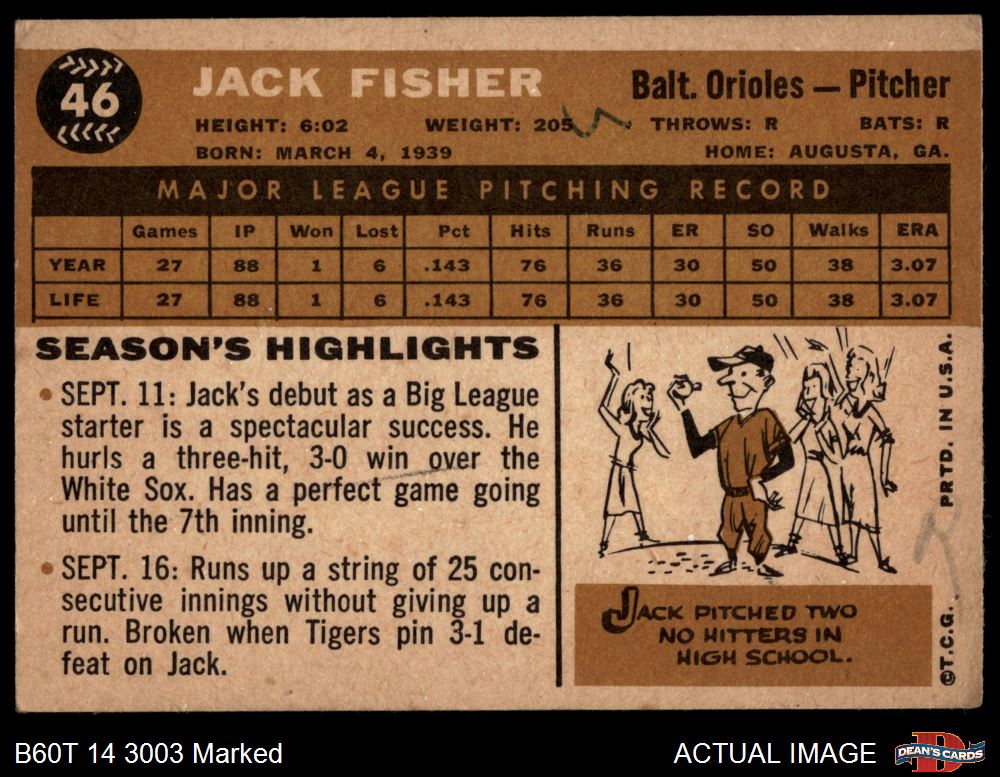 46
JACK FISHER
Balt. Orioles — Pitcher
HEIGHT: 6:02 WEIGHT: 205 THROWS: R BATS: R
BORN: MARCH 4, 1939 HOME: AUGUSTA, GA.
MAJOR LEAGUE PITCHING RECORD
Games IP Won Lost Pct Hits Runs ER SO Walks ERA
YEAR 27 88 1 6 .143 76 36 30 50 38 3.07
LIFE 27 88 1 6 .143 76 36 30 50 38 3.07
SEASON'S HIGHLIGHTS
• SEPT. 11: Jack's debut as a Big League
starter is a spectacular success. He
hurls a three-hit, 3-0 win over the
White Sox. Has a perfect game going
until the 7th inning.
• SEPT. 16: Runs up a string of 25 con-
secutive innings without giving up a
run. Broken when Tigers pin 3-1 de-
feat on Jack.
JACK PITCHED TWO
NO HITTERS IN
HIGH SCHOOL.
©T.C.G. PRTD. IN U.S.A.
B60T 14 3003 Marked
ACTUAL IMAGE
DEAN'S CARDS